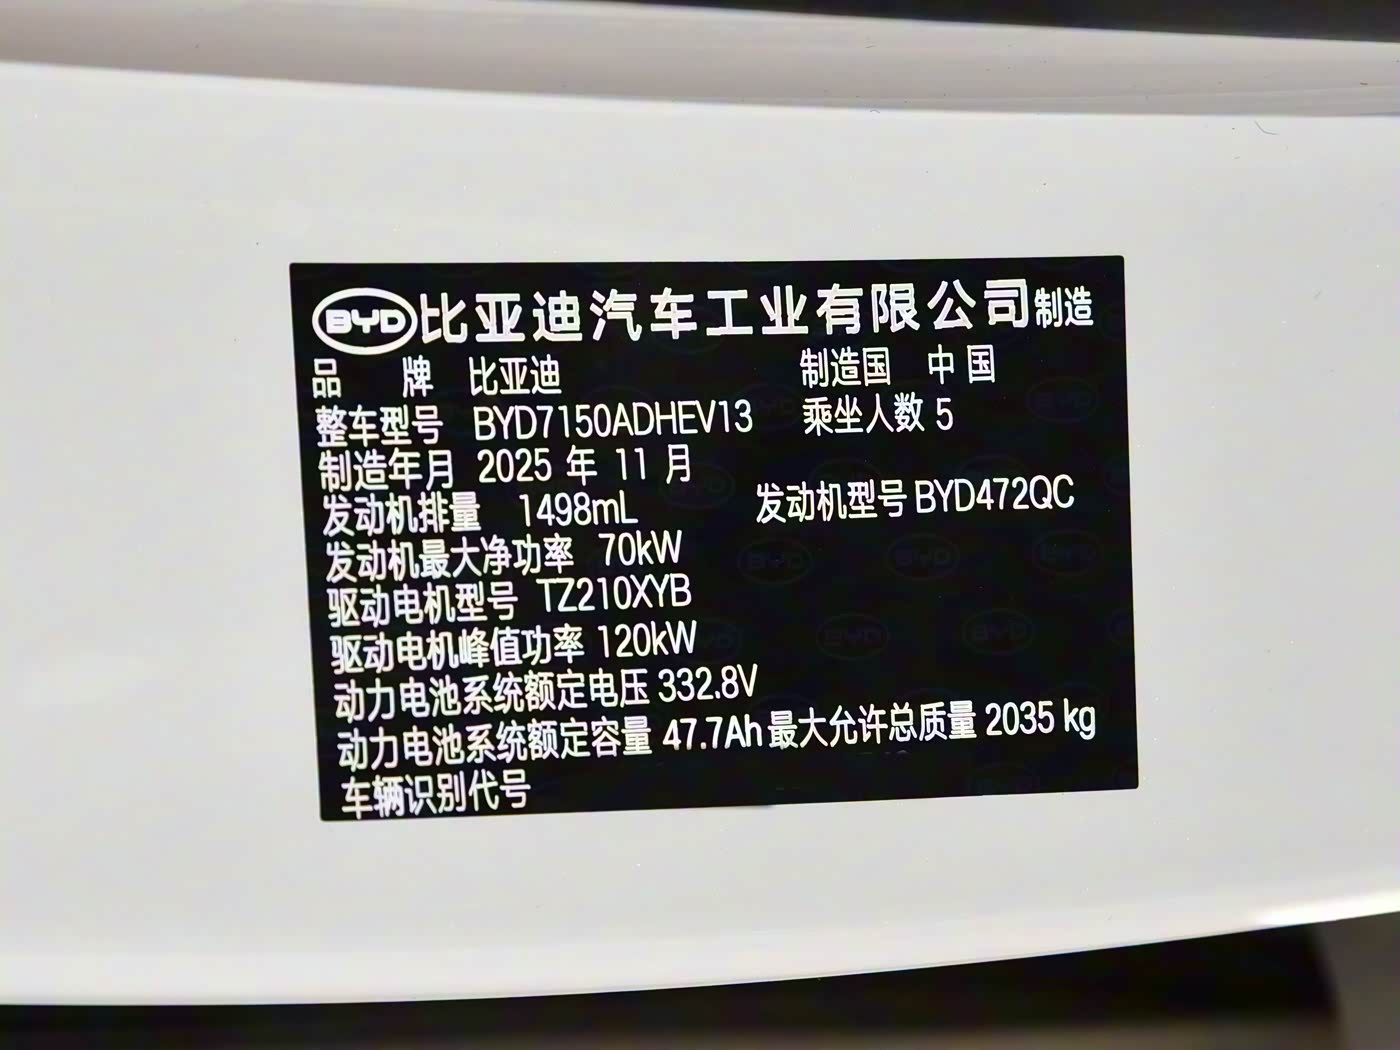 BYD 比亚迪汽车工业有限公司制造
品 牌 比亚迪 制造国 中国
整车型号 BYD7150ADHEV13 乘坐人数 5
制造年月 2025 年 11 月
发动机排量 1498mL 发动机型号 BYD472QC
发动机最大净功率 70kW
驱动电机型号 TZ210XYB
驱动电机峰值功率 120kW
动力电池系统额定电压 332.8V
动力电池系统额定容量 47.7Ah 最大允许总质量 2035 kg
车辆识别代号